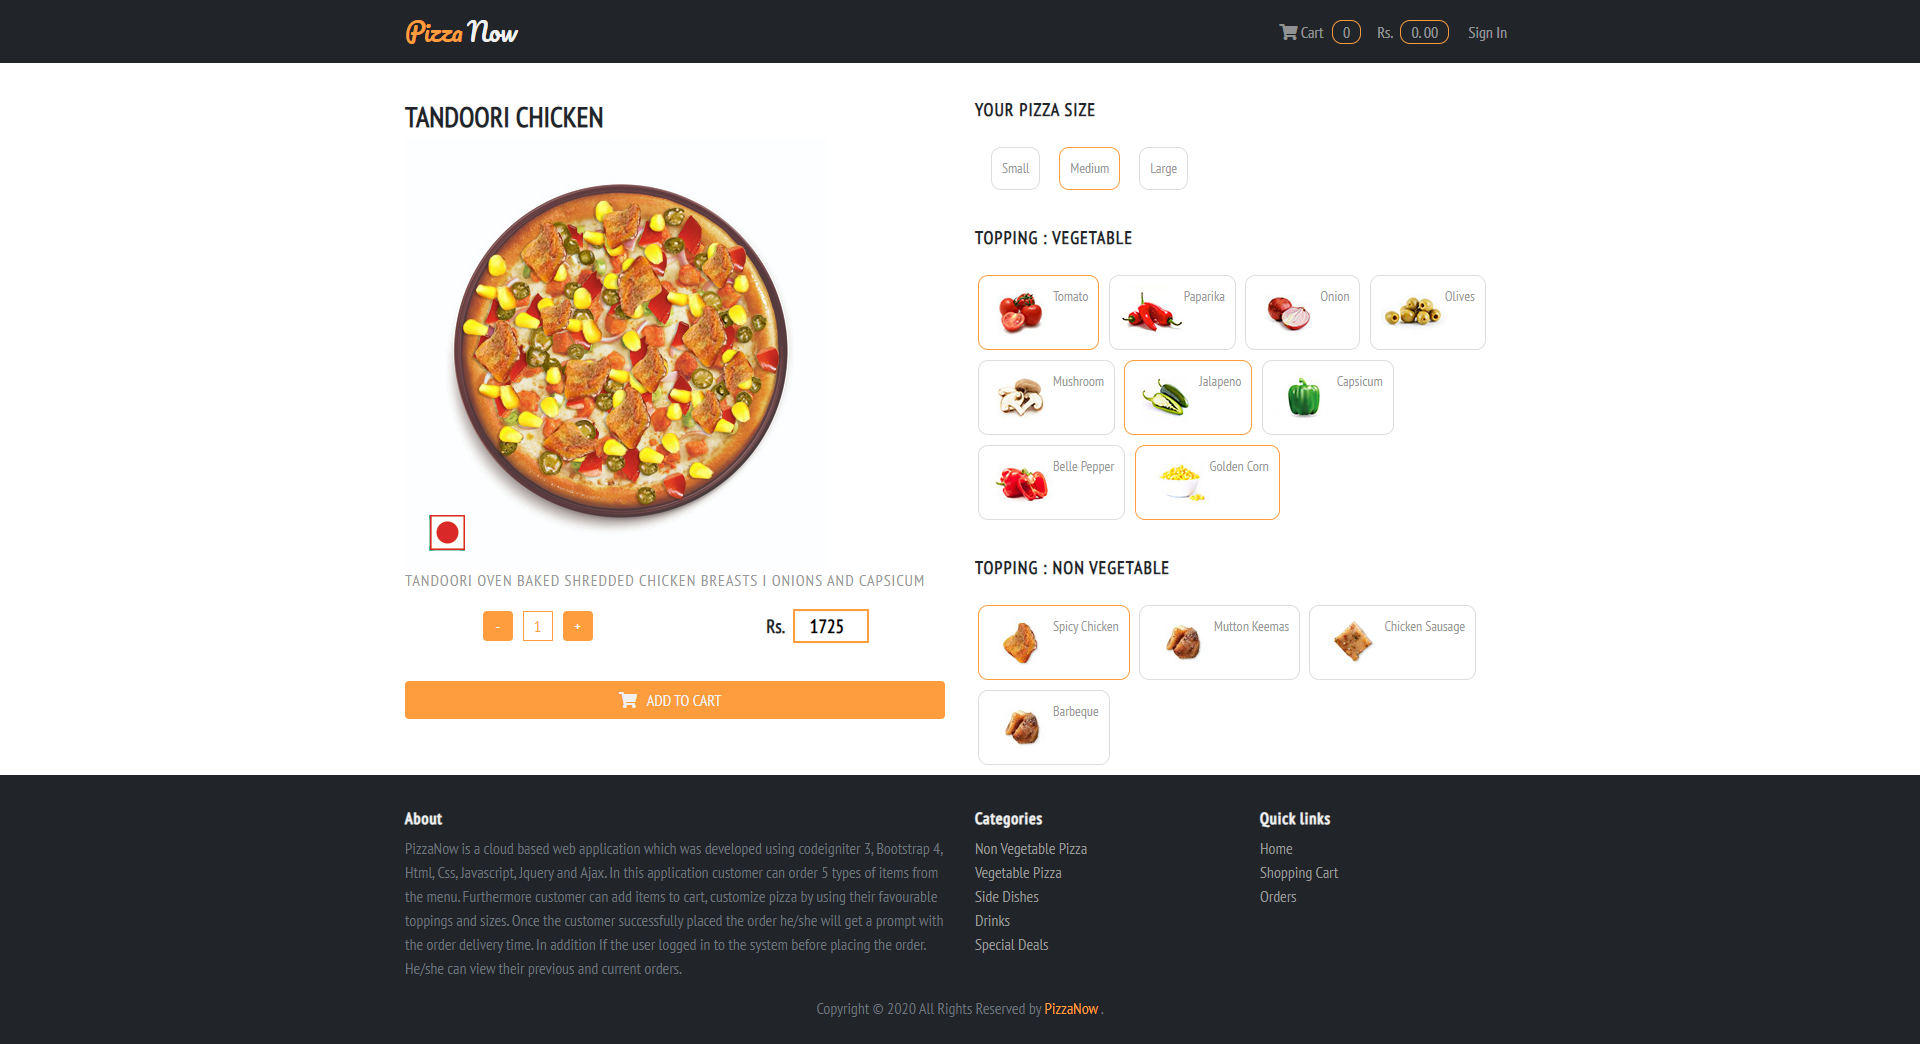 Pizza Now
Cart 0 Rs. 0.00 Sign In
TANDOORI CHICKEN
TANDOORI OVEN BAKED SHREDDED CHICKEN BREASTS I ONIONS AND CAPSICUM
- 1 + Rs. 1725
ADD TO CART
YOUR PIZZA SIZE
Small Medium Large
TOPPING : VEGETABLE
Tomato Paparika Onion Olives
Mushroom Jalapeno Capsicum
Belle Pepper Golden Corn
TOPPING : NON VEGETABLE
Spicy Chicken Mutton Keemas Chicken Sausage
Barbeque
About
PizzaNow is a cloud based web application which was developed using codeigniter 3, Bootstrap 4,
Html, Css, Javascript, Jquery and Ajax. In this application customer can order 5 types of items from
the menu. Furthermore customer can add items to cart, customize pizza by using their favourable
toppings and sizes. Once the customer successfully placed the order he/she will get a prompt with
the order delivery time. In addition If the user logged in to the system before placing the order.
He/she can view their previous and current orders.
Categories
Non Vegetable Pizza
Vegetable Pizza
Side Dishes
Drinks
Special Deals
Quick links
Home
Shopping Cart
Orders
Copyright © 2020 All Rights Reserved by PizzaNow .